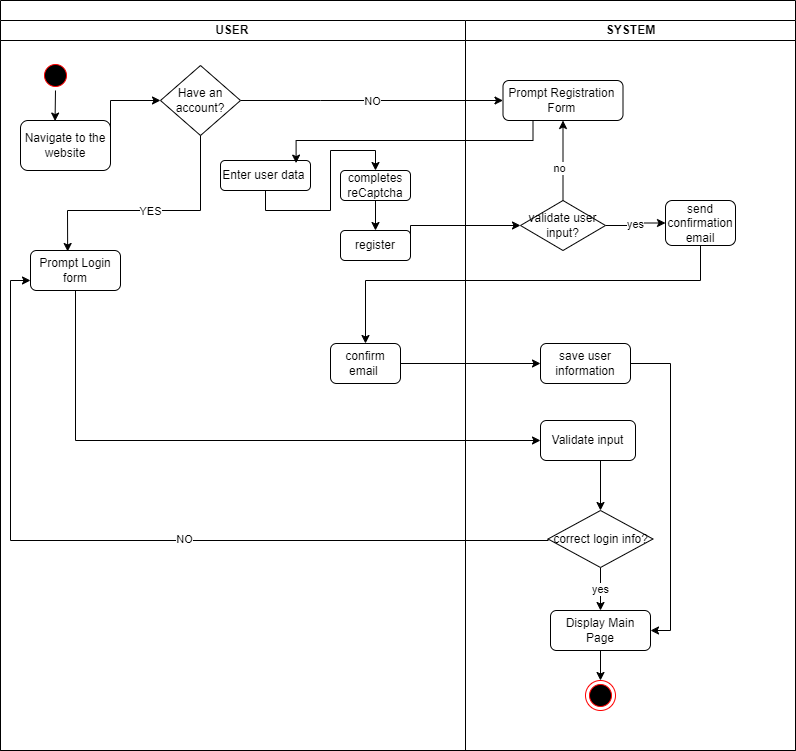 USER
SYSTEM
Have an
account?
NO
Prompt Registration
Form
Navigate to the
website
Enter user data
completes
reCaptcha
no
YES
register
validate user
input?
yes
send
confirmation
email
Prompt Login
form
confirm
email
save user
information
Validate input
NO
correct login info?
yes
Display Main
Page